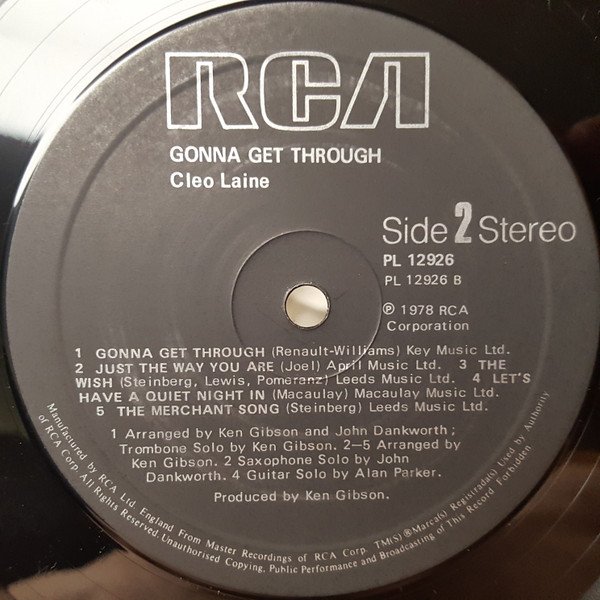 RCA
GONNA GET THROUGH
Cleo Laine
Side 2 Stereo
PL 12926
PL 12926 B
℗ 1978 RCA
Corporation
1 GONNA GET THROUGH (Renault-Williams) Key Music Ltd.
2 JUST THE WAY YOU ARE (Joel) April Music Ltd. 3 THE
WISH (Steinberg, Lewis, Pomeranz) Leeds Music Ltd. 4 LET'S
HAVE A QUIET NIGHT IN (Macaulay) Macaulay Music Ltd.
5 THE MERCHANT SONG (Steinberg) Leeds Music Ltd.
1 Arranged by Ken Gibson and John Dankworth;
Trombone Solo by Ken Gibson. 2–5 Arranged by
Ken Gibson. 2 Saxophone Solo by John
Dankworth. 4 Guitar Solo by Alan Parker.
Produced by Ken Gibson.
Manufactured by RCA Ltd. England From Master Recordings of RCA Corp. TM(S)®Marca(s) Registrada(s) Used by Authority
of RCA Corp. All Rights Reserved. Unauthorised Copying, Public Performance and Broadcasting of This Record Forbidden